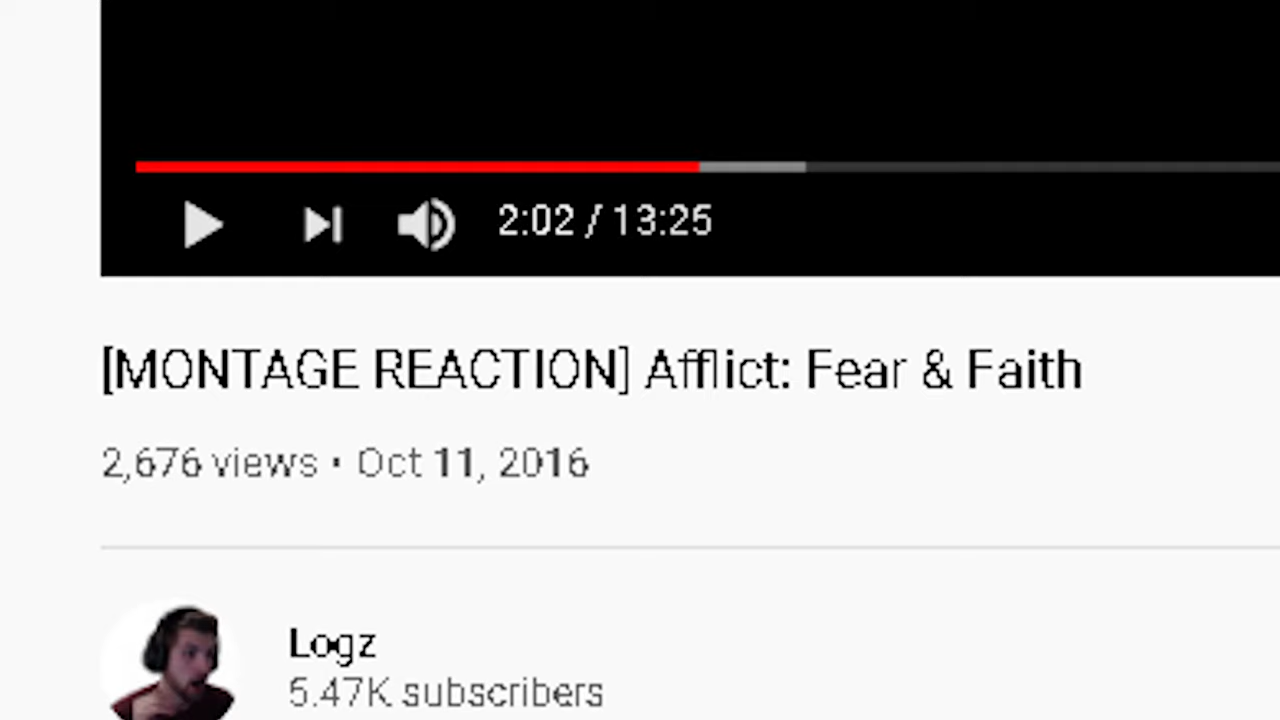 2:02 / 13:25
[MONTAGE REACTION] Afflict: Fear & Faith
2,676 views • Oct 11, 2016
Logz
5.47K subscribers